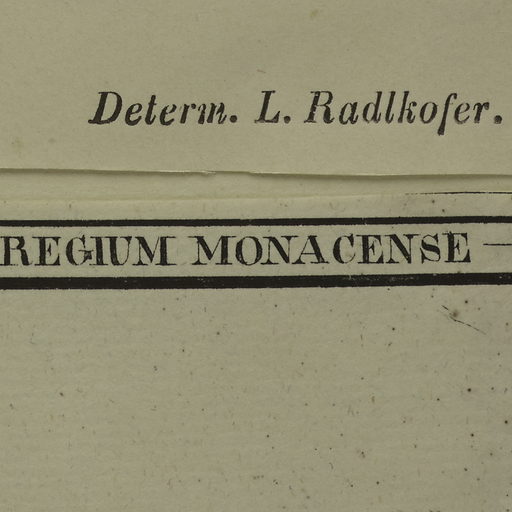 Determ. L. Radlkofer.
REGIUM MONACENSE —